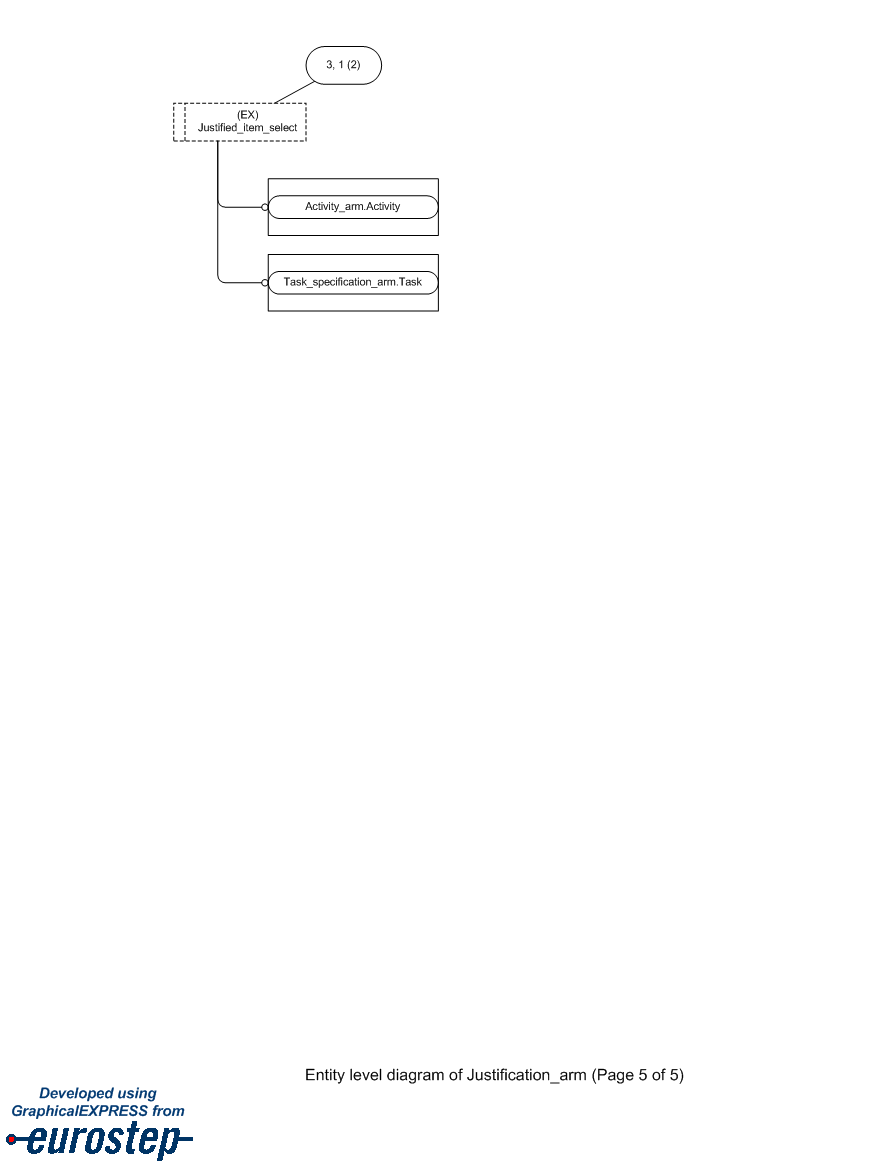 3, 1 (2)
(EX)
Justified_item_select
Activity_arm.Activity
Task_specification_arm.Task
Entity level diagram of Justification_arm (Page 5 of 5)
Developed using
GraphicalEXPRESS from
eurostep